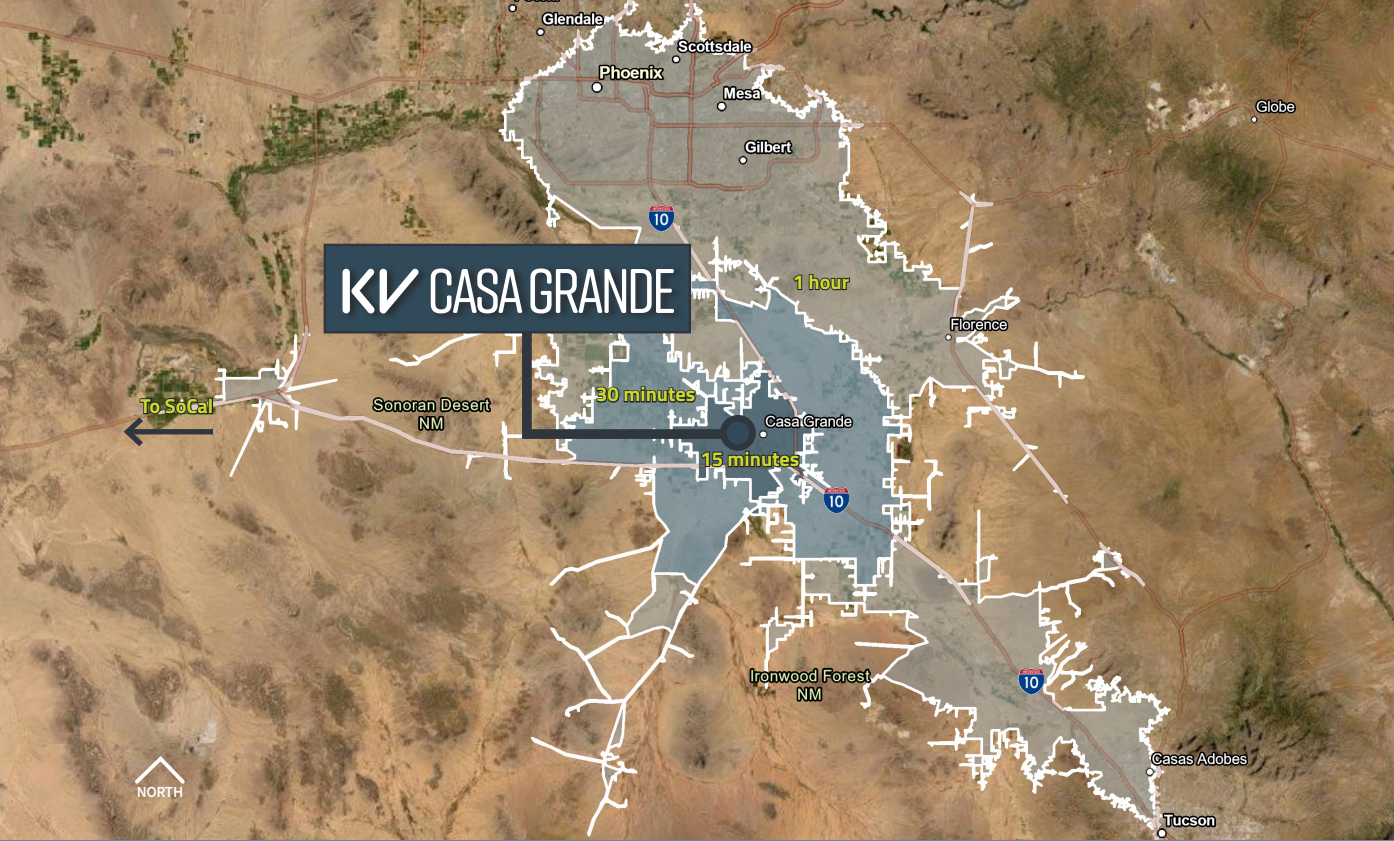 Glendale
Scottsdale
Phoenix
Mesa
Globe
Gilbert
10
KV CASA GRANDE
1 hour
Florence
30 minutes
To SoCal
Sonoran Desert
NM
Casa Grande
15 minutes
10
Ironwood Forest
NM
10
Casas Adobes
NORTH
Tucson